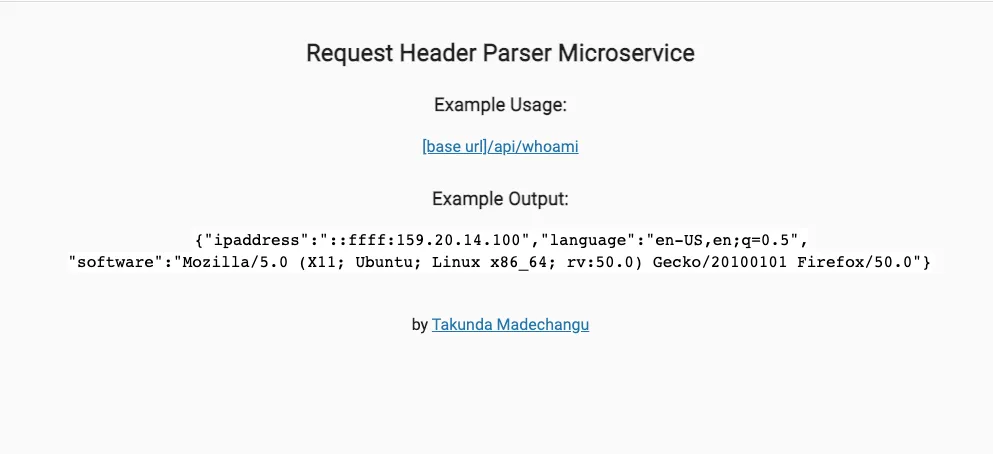 Request Header Parser Microservice
Example Usage:
[base url]/api/whoami
Example Output:
{"ipaddress":"::ffff:159.20.14.100","language":"en-US,en;q=0.5",
"software":"Mozilla/5.0 (X11; Ubuntu; Linux x86_64; rv:50.0) Gecko/20100101 Firefox/50.0"}
by Takunda Madechangu